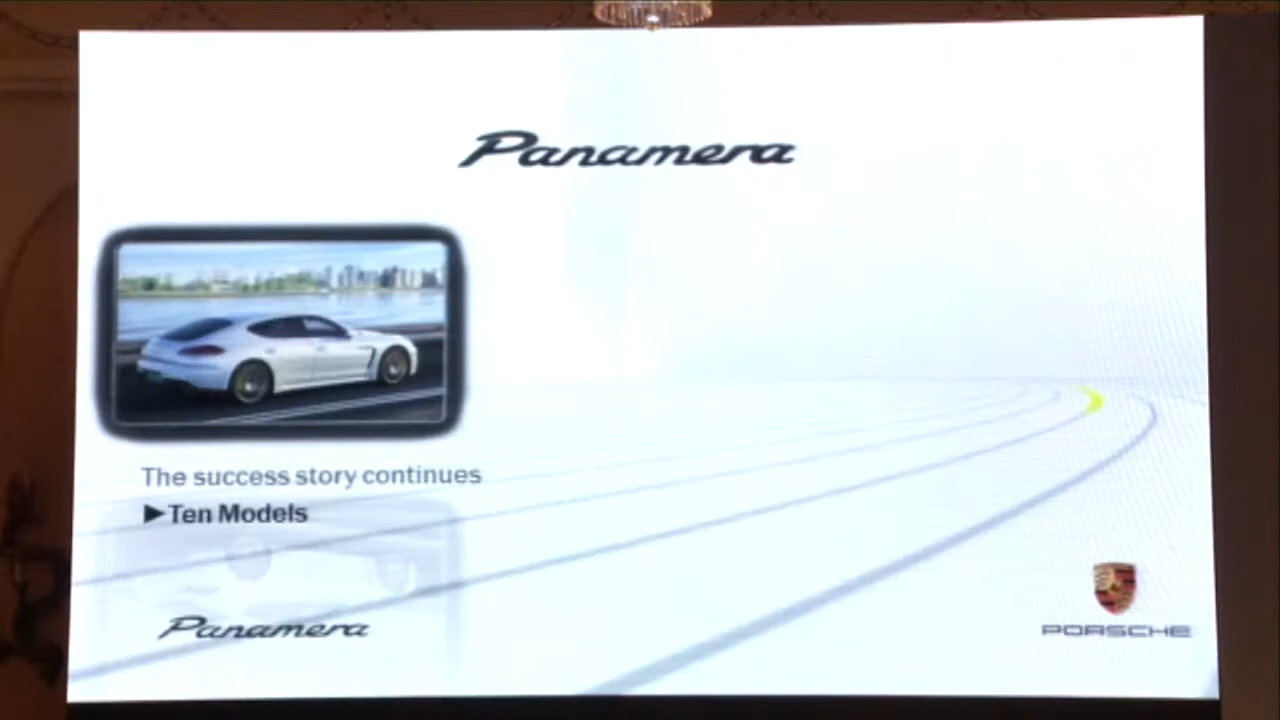 Panamera
The success story continues
►Ten Models
Panamera
PORSCHE